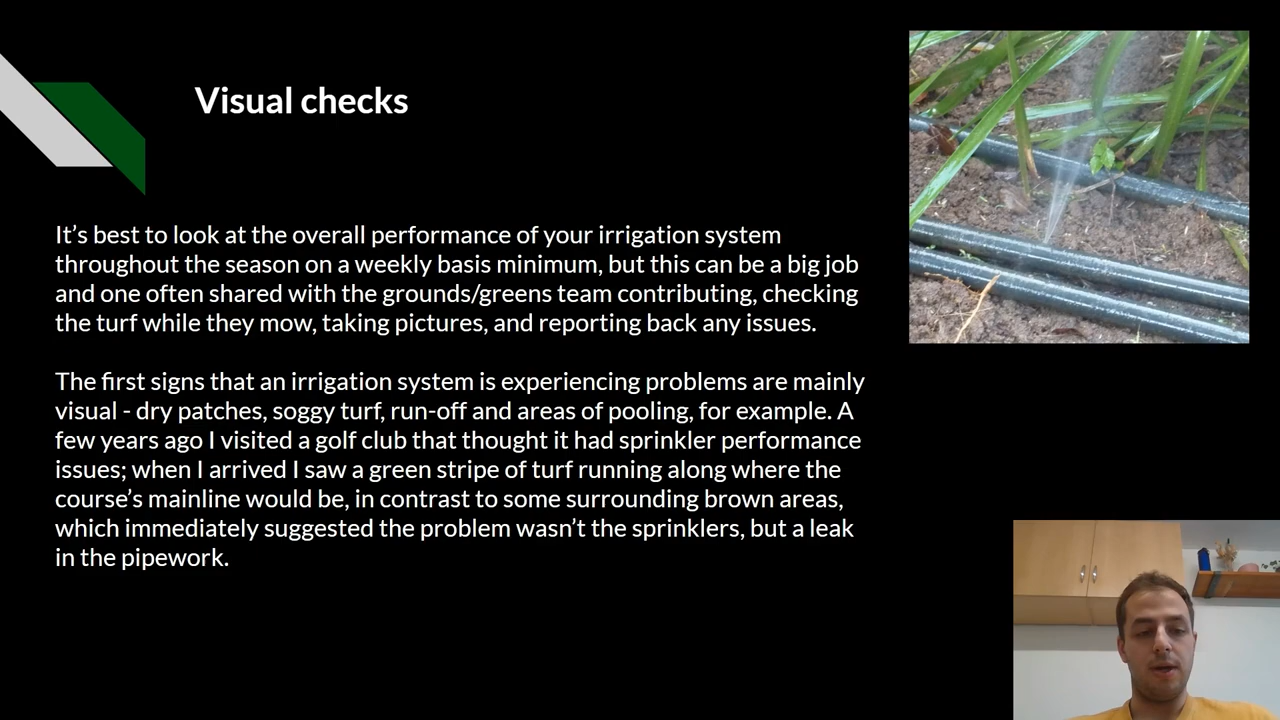 Visual checks
It’s best to look at the overall performance of your irrigation system
throughout the season on a weekly basis minimum, but this can be a big job
and one often shared with the grounds/greens team contributing, checking
the turf while they mow, taking pictures, and reporting back any issues.
The first signs that an irrigation system is experiencing problems are mainly
visual - dry patches, soggy turf, run-off and areas of pooling, for example. A
few years ago I visited a golf club that thought it had sprinkler performance
issues; when I arrived I saw a green stripe of turf running along where the
course’s mainline would be, in contrast to some surrounding brown areas,
which immediately suggested the problem wasn’t the sprinklers, but a leak
in the pipework.